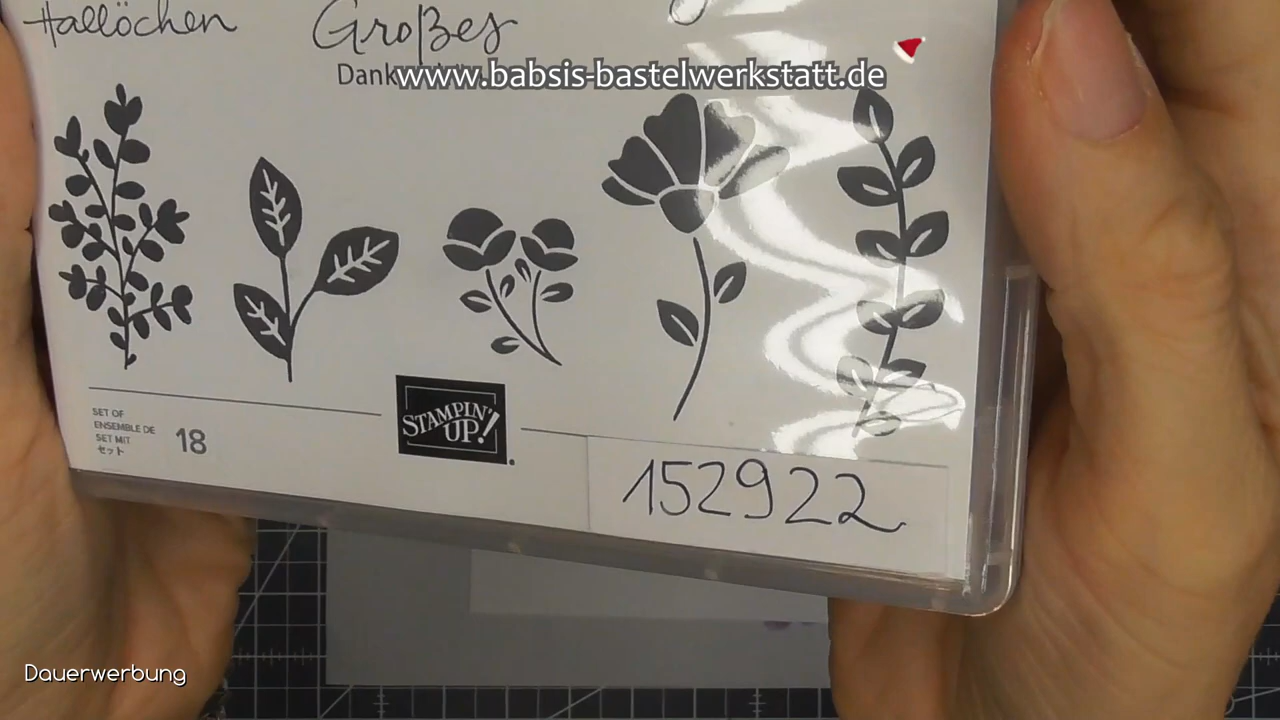 Hallöchen
Großes
Dank
www.babsis-bastelwerkstatt.de
SET OF
ENSEMBLE DE
SET MIT
セット
18
STAMPIN'
UP!
152922
Dauerwerbung